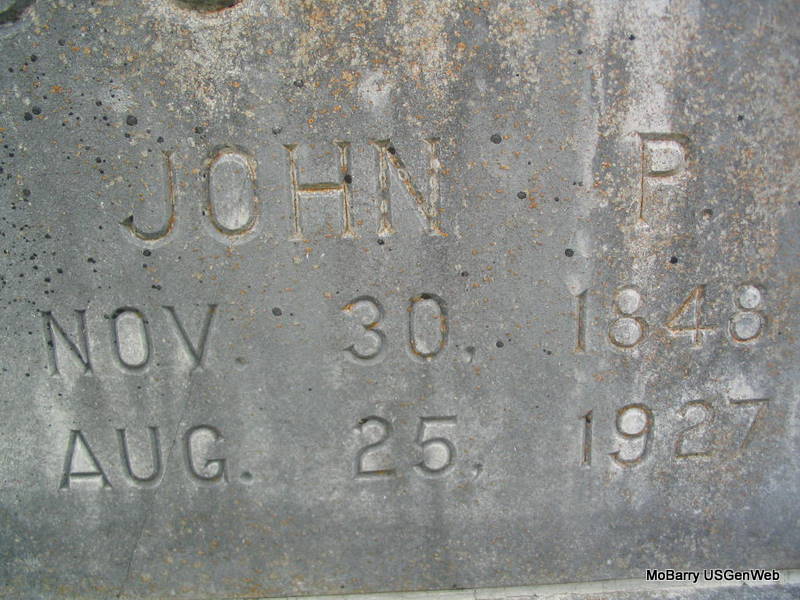 JOHN P.
NOV. 30, 1848
AUG. 25, 1927
MoBarry USGenWeb